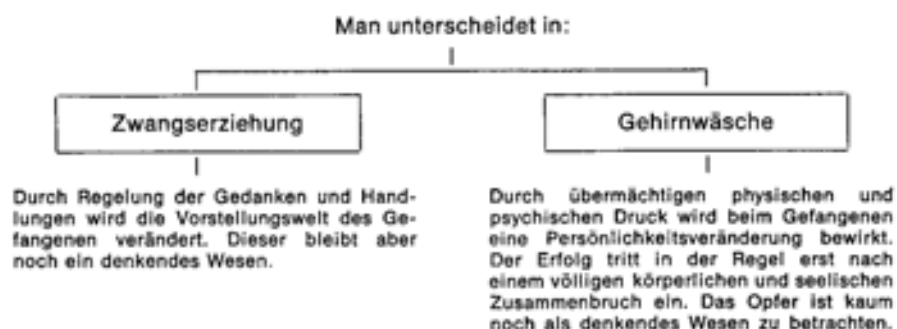 Man unterscheidet in:
Zwangserziehung
Durch Regelung der Gedanken und Hand-
lungen wird die Vorstellungswelt des Ge-
fangenen verändert. Dieser bleibt aber
noch ein denkendes Wesen.
Gehirnwäsche
Durch übermächtigen physischen und
psychischen Druck wird beim Gefangenen
eine Persönlichkeitsveränderung bewirkt.
Der Erfolg tritt in der Regel erst nach
einem völligen körperlichen und seelischen
Zusammenbruch ein. Das Opfer ist kaum
noch als denkendes Wesen zu betrachten.